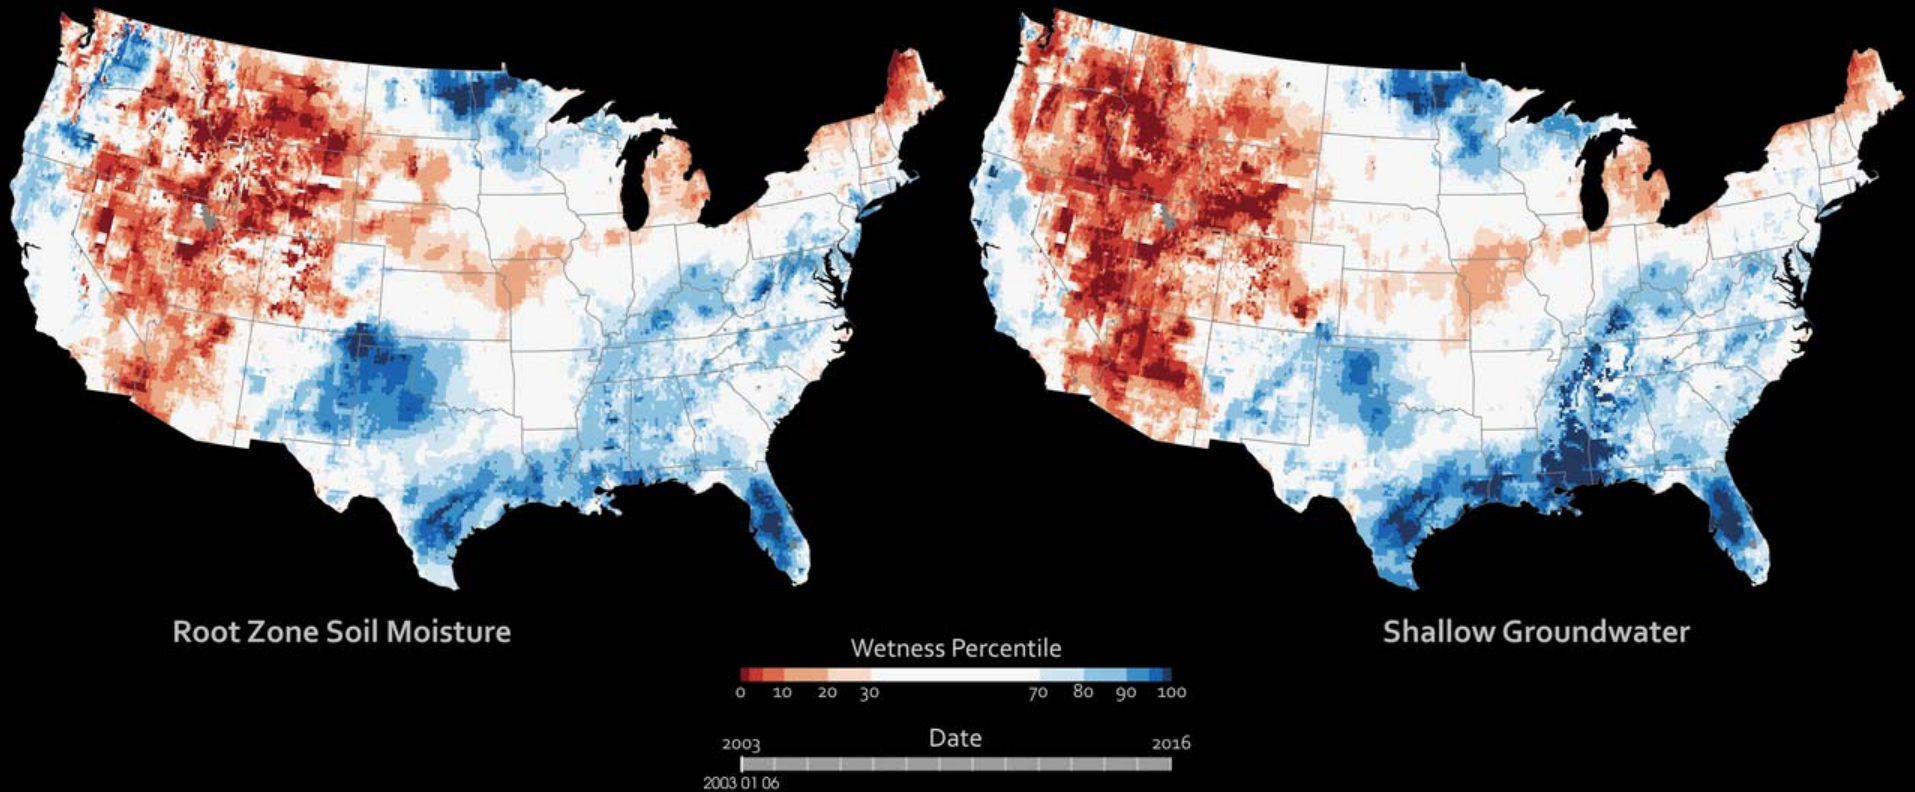 Root Zone Soil Moisture
Shallow Groundwater
Wetness Percentile
0 10 20 30 70 80 90 100
Date
2003 2016
2003 01 06